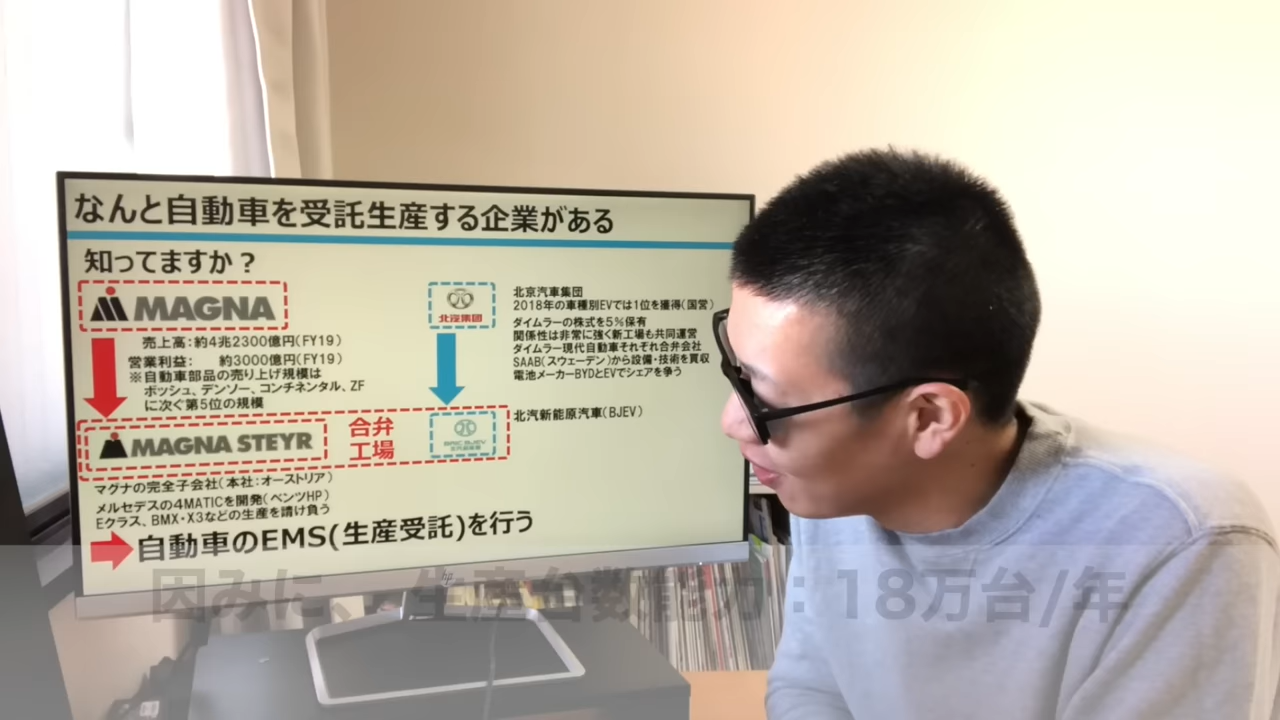 なんと自動車を受託生産する企業がある
知ってますか？
MAGNA
売上高：約4兆2300億円(FY19)
営業利益：　約3000億円(FY19)
※自動車部品の売り上げ規模は
ボッシュ、デンソー、コンチネンタル、ZF
に次ぐ第5位の規模
MAGNA STEYR
合弁
工場
マグナの完全子会社(本社：オーストリア)
メルセデスの4MATICを開発(ベンツHP)
Eクラス、BMX・X3などの生産を請け負う
自動車のEMS(生産受託)を行う
北汽集团
北京汽車集団
2018年の車種別EVでは1位を獲得(国営)
ダイムラーの株式を5%保有
関係性は非常に強く新工場も共同運営
ダイムラー現代自動車それぞれ合弁会社
SAAB(スウェーデン)から設備・技術を買収
電池メーカーBYDとEVでシェアを争う
BAIC BJEV
北汽新能原汽車(BJEV)
hp
因みに、生産台数能力：18万台/年